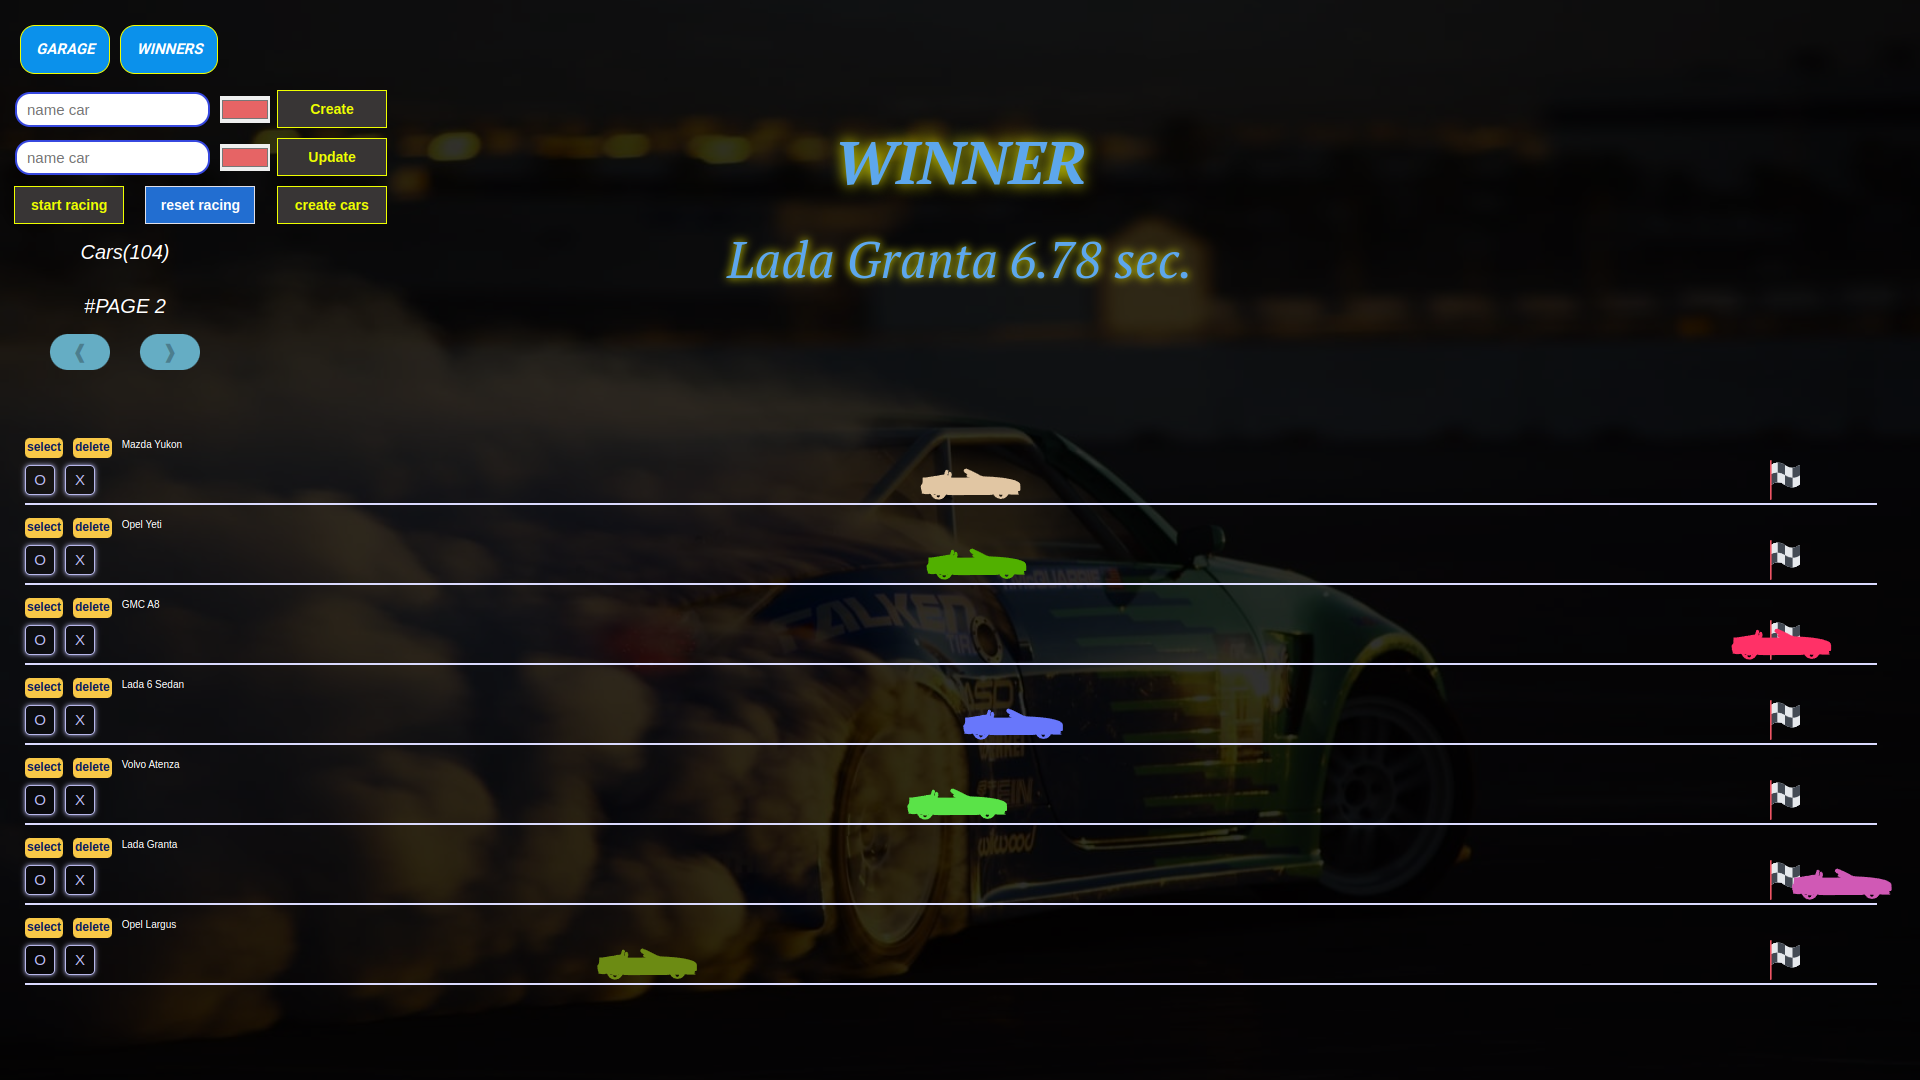 GARAGE WINNERS
name car Create
name car Update
start racing reset racing create cars
WINNER
Lada Granta 6.78 sec.
Cars(104)
#PAGE 2
❰ ❱
select delete Mazda Yukon
O X
select delete Opel Yeti
O X
select delete GMC A8
O X
FALKEN
select delete Lada 6 Sedan
O X
select delete Volvo Atenza
O X
select delete Lada Granta
O X
select delete Opel Largus
O X